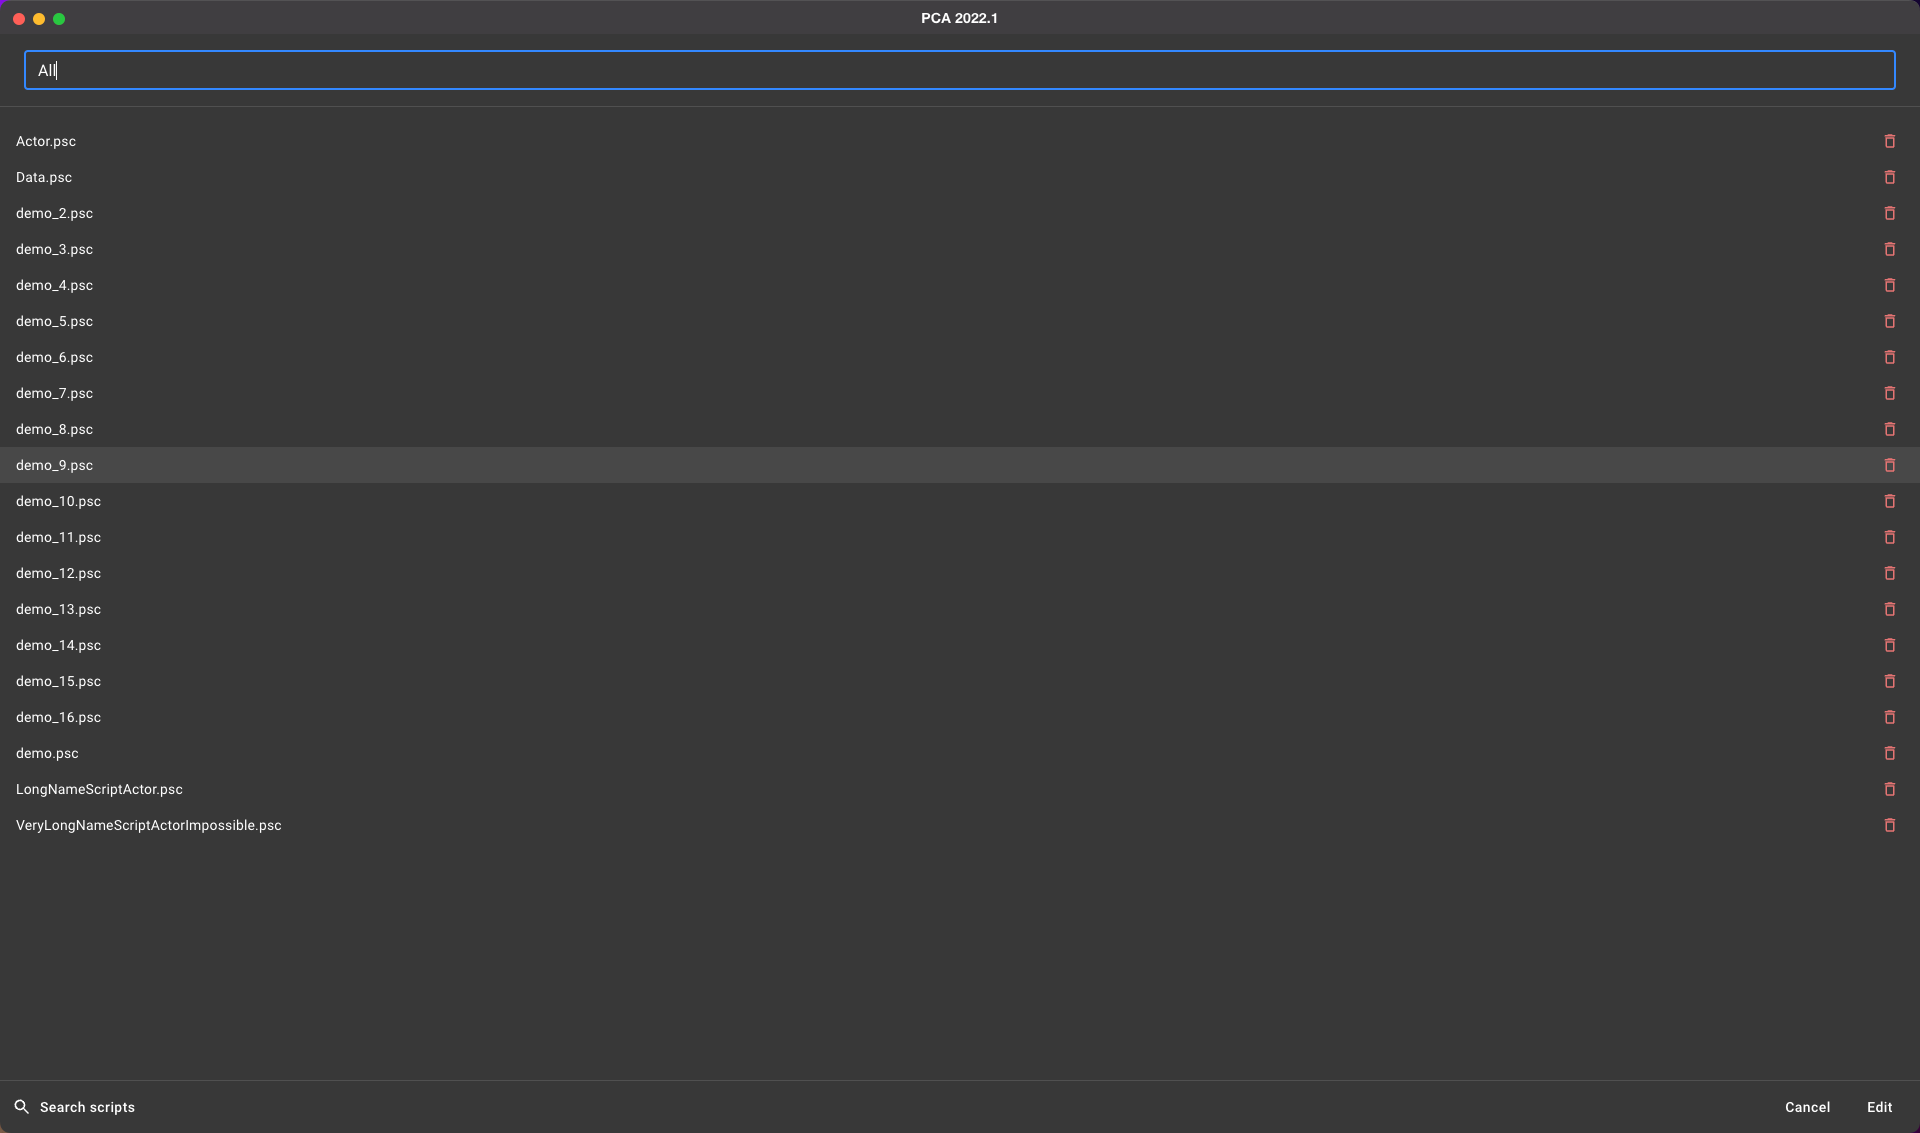 PCA 2022.1
All
Actor.psc
Data.psc
demo_2.psc
demo_3.psc
demo_4.psc
demo_5.psc
demo_6.psc
demo_7.psc
demo_8.psc
demo_9.psc
demo_10.psc
demo_11.psc
demo_12.psc
demo_13.psc
demo_14.psc
demo_15.psc
demo_16.psc
demo.psc
LongNameScriptActor.psc
VeryLongNameScriptActorImpossible.psc
Search scripts Cancel Edit